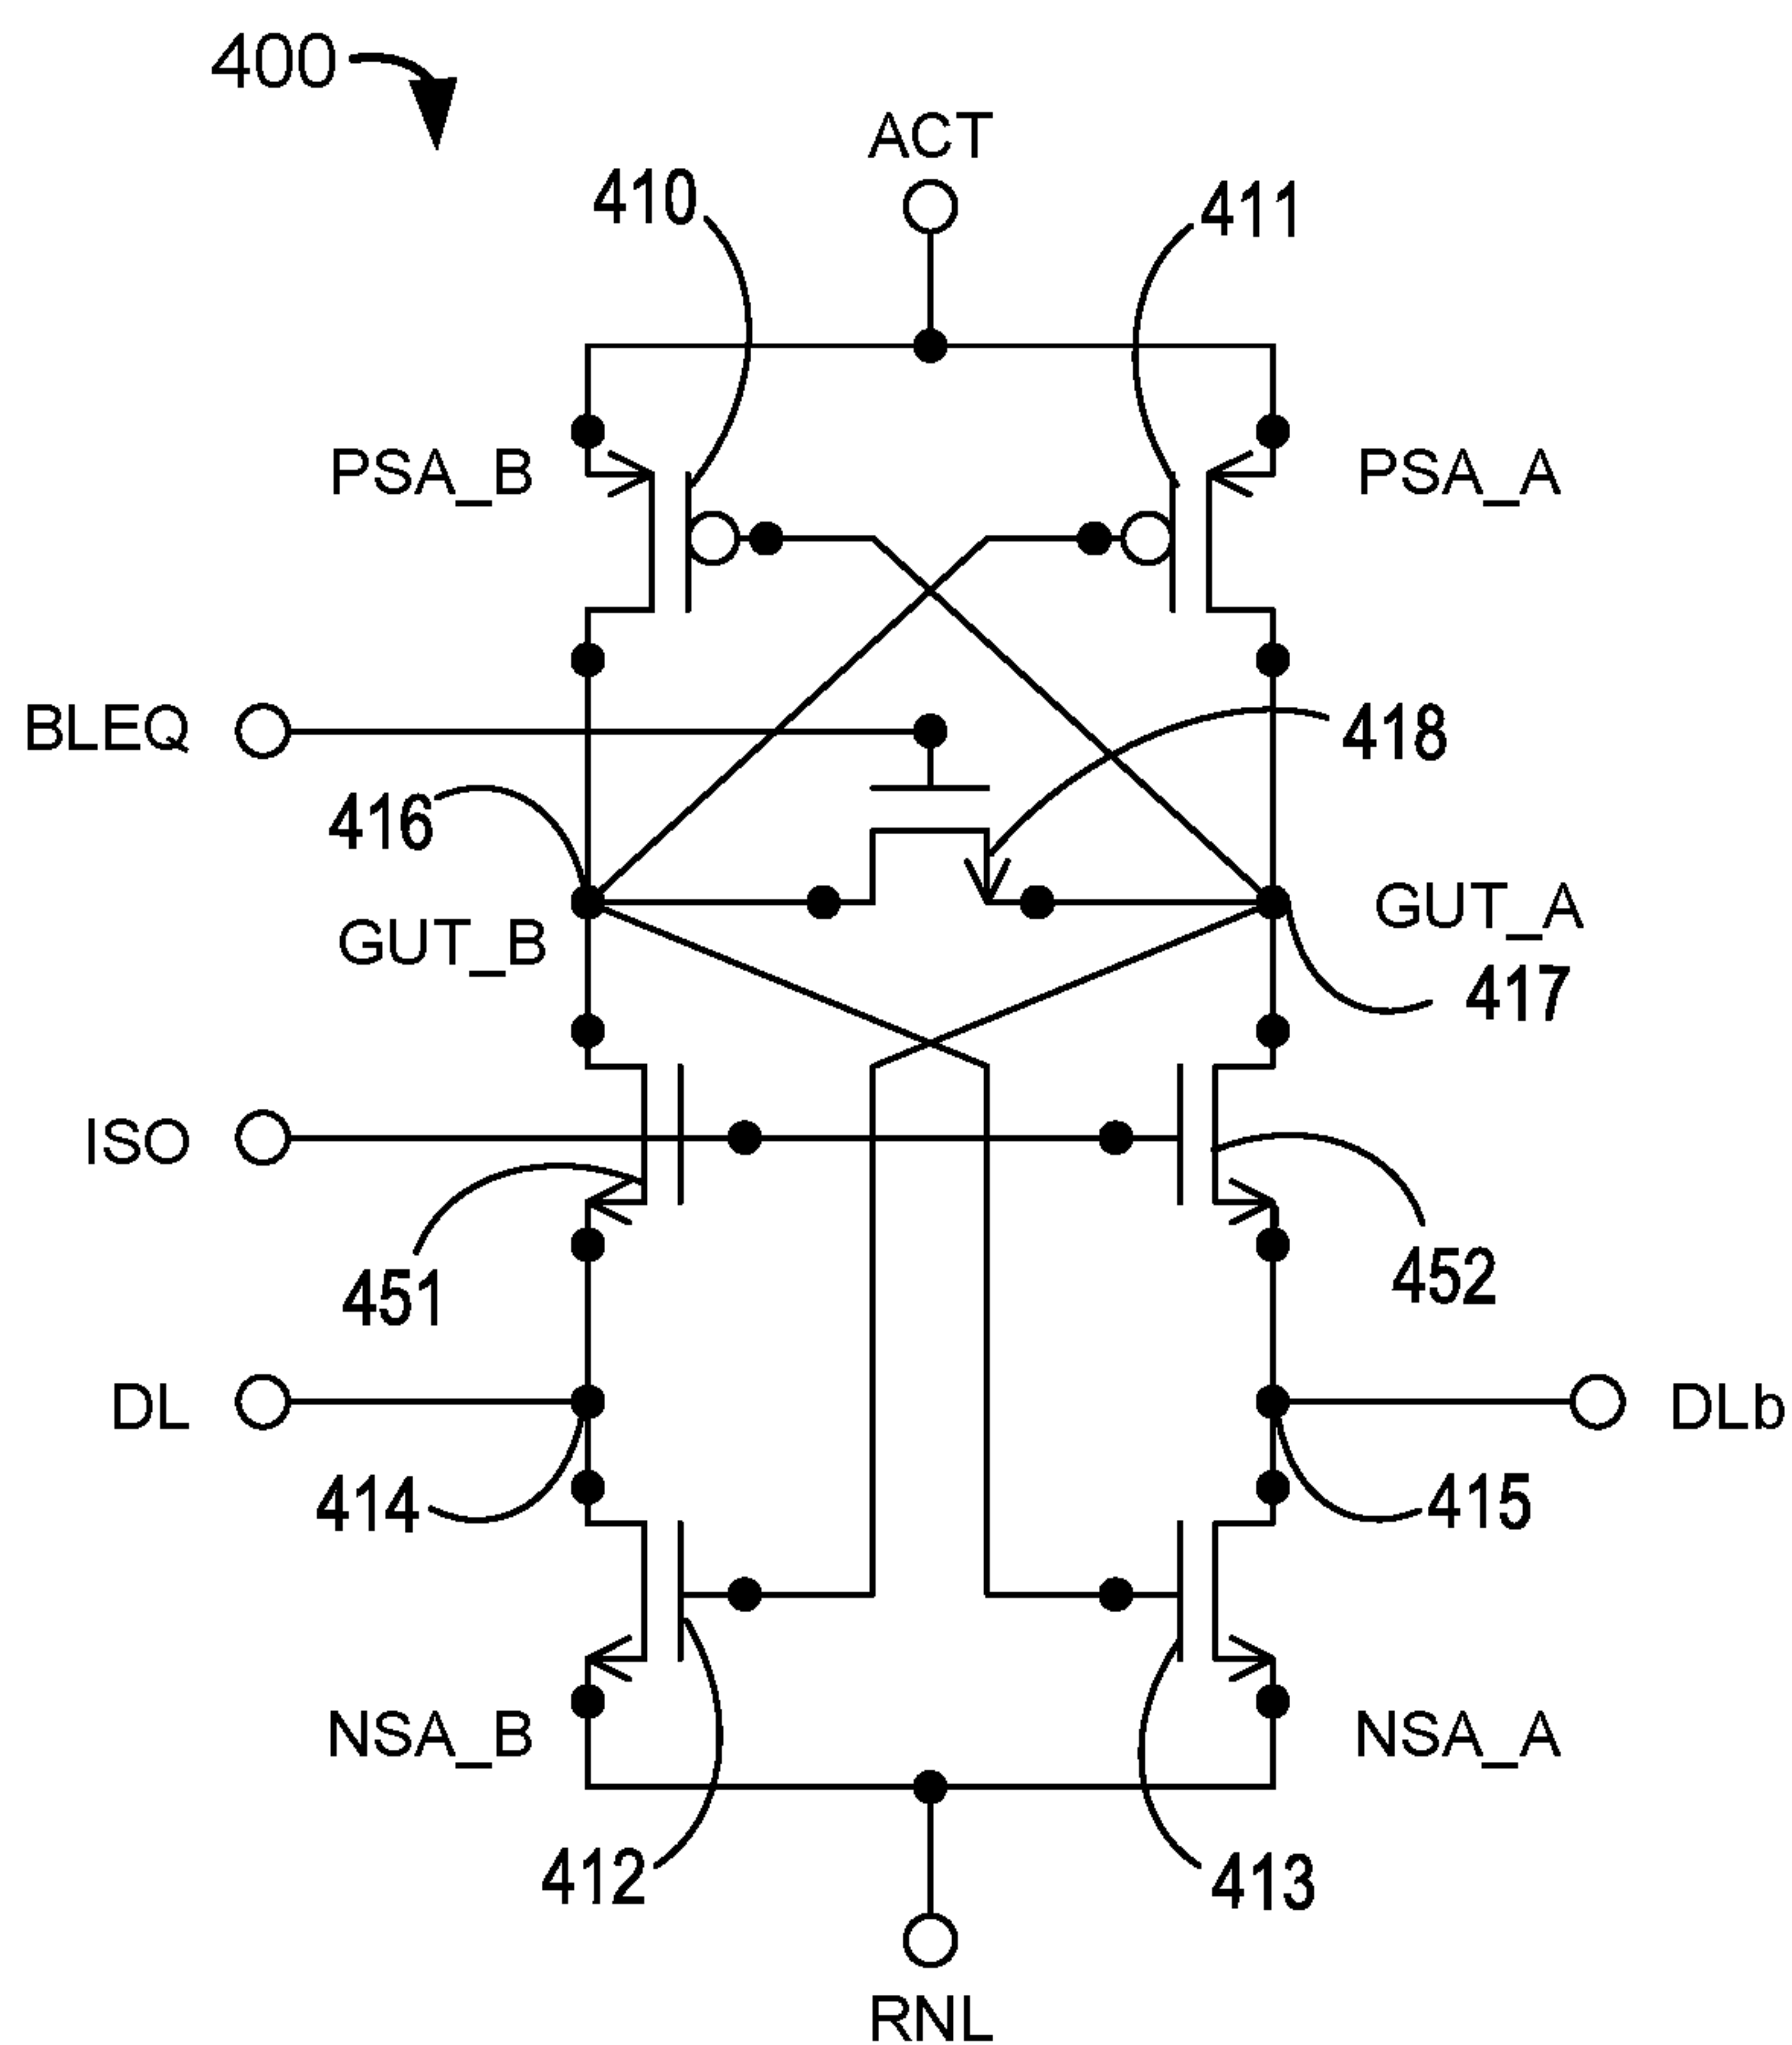 400
ACT
410
411
PSA_B
PSA_A
BLEQ
418
416
GUT_B
GUT_A
417
ISO
451
452
DL
DLb
414
415
NSA_B
NSA_A
412
413
RNL